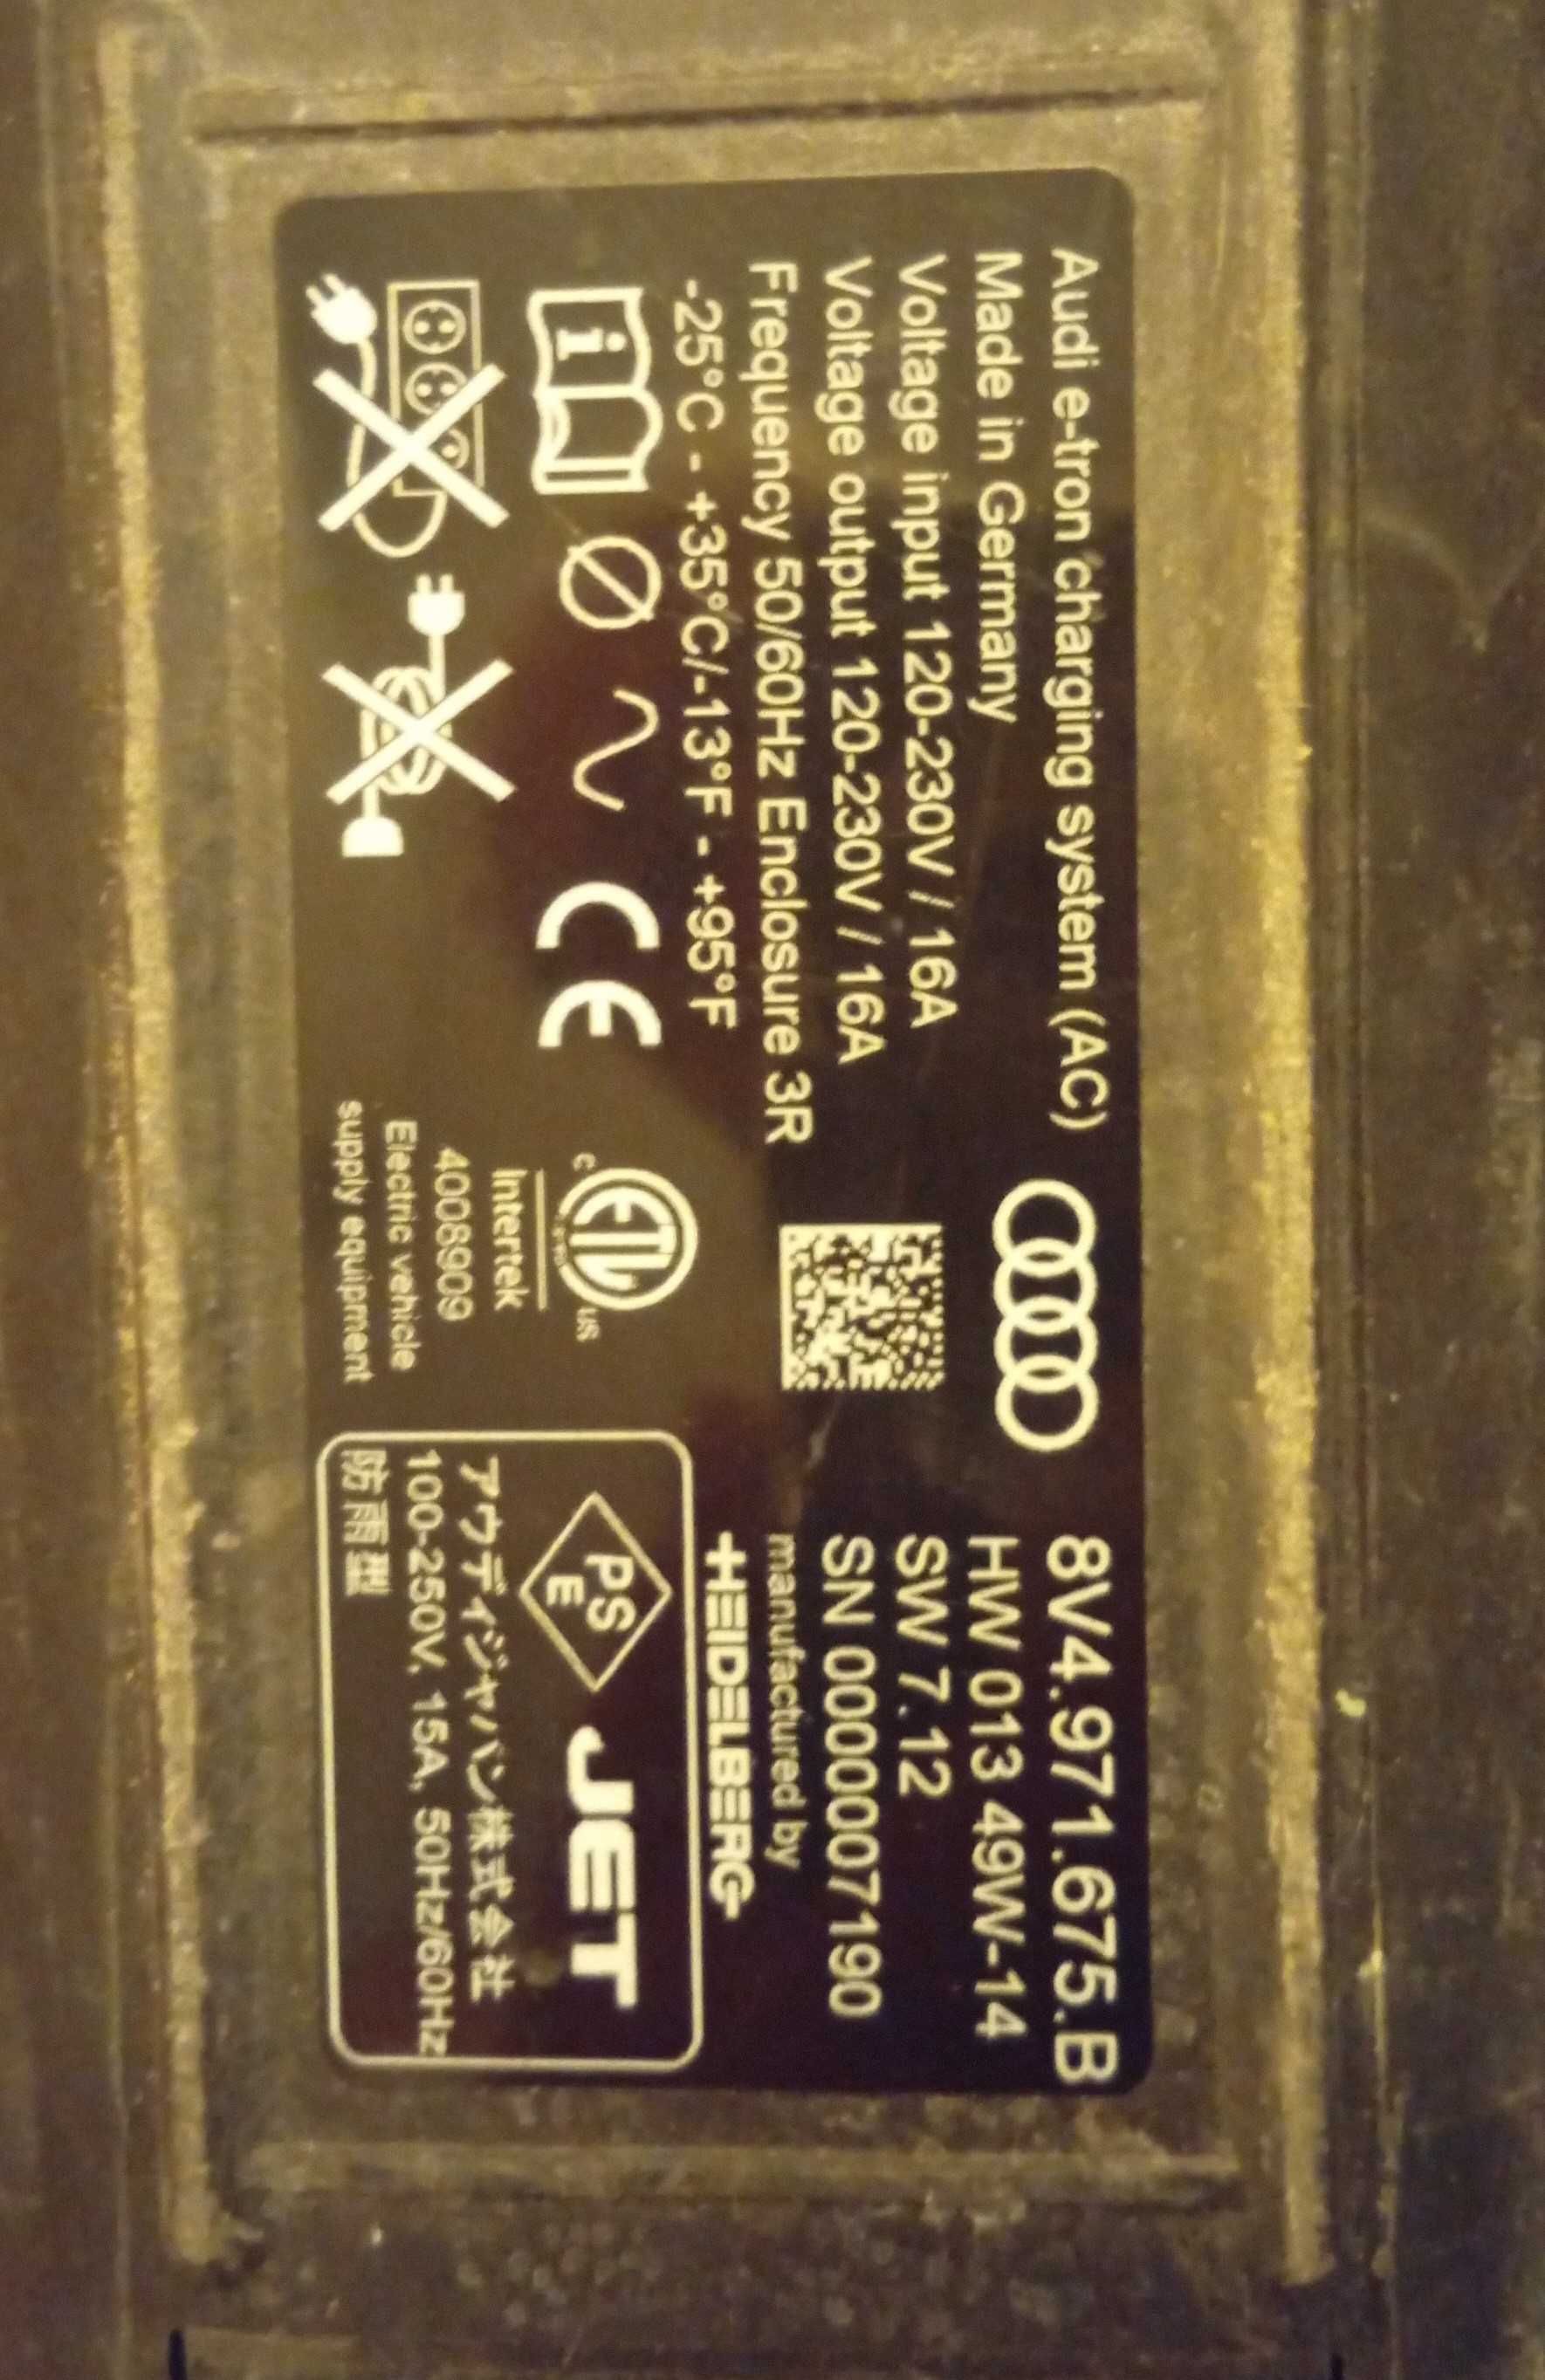 Audi e-tron charging system (AC)
Made in Germany
Voltage input 120-230V / 16A
Voltage output 120-230V / 16A
Frequency 50/60Hz Enclosure 3R
-25°C - +35°C/-13°F - +95°F
i
CE
8V4.971.675.B
HW 013 49W-14
SW 7.12
SN 0000007190
manufactured by
HEIDELBERG
ETL
C US
Intertek
4008909
Electric vehicle
supply equipment
PS
E
JET
アウディジャパン株式会社
100-250V, 15A, 50Hz/60Hz
防雨型